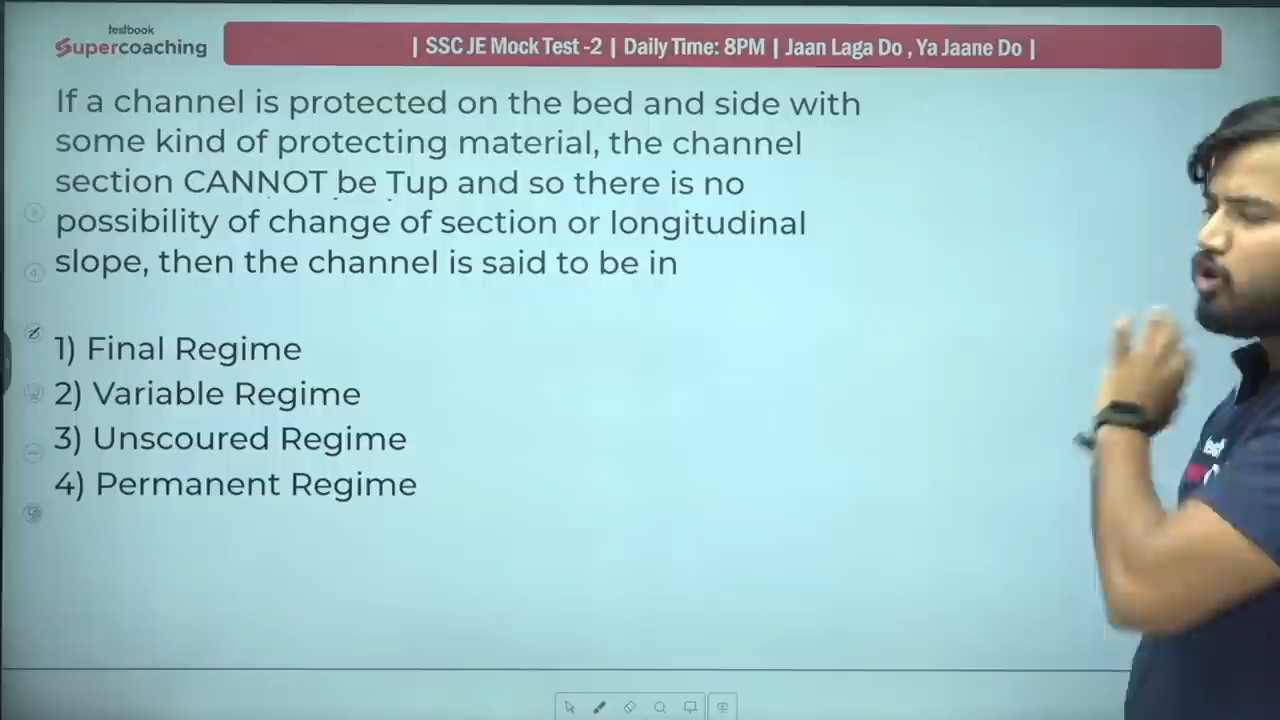 testbook
Supercoaching
| SSC JE Mock Test -2 | Daily Time: 8PM | Jaan Laga Do , Ya Jaane Do |
If a channel is protected on the bed and side with
some kind of protecting material, the channel
section CANNOT be Tup and so there is no
possibility of change of section or longitudinal
slope, then the channel is said to be in
1) Final Regime
2) Variable Regime
3) Unscoured Regime
4) Permanent Regime